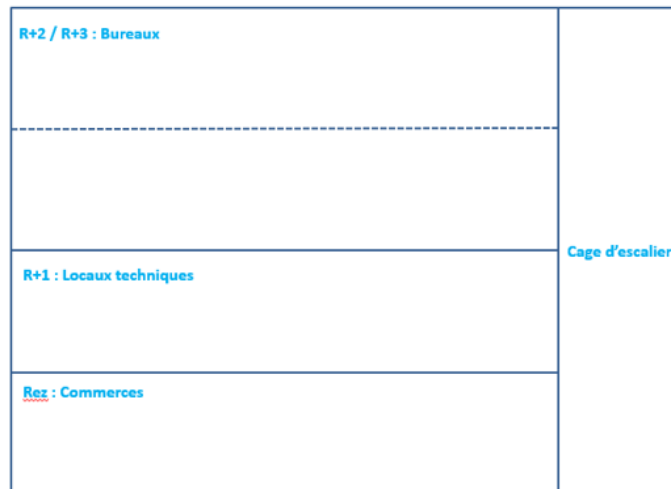 R+2 / R+3 : Bureaux
Cage d'escalier
R+1 : Locaux techniques
Rez : Commerces